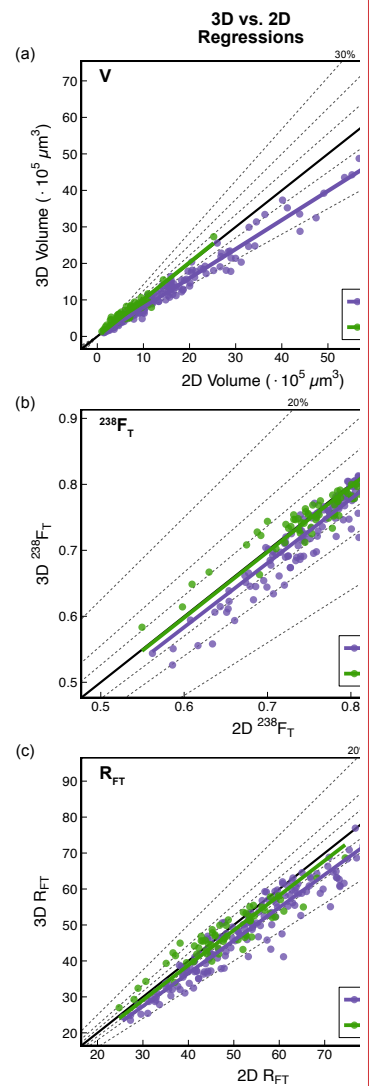 3D vs. 2D
Regressions
(a)
30%
V
70
60
50
40
30
20
10
0
3D Volume (· 10⁵ µm³)
0 10 20 30 40 50
2D Volume (· 10⁵ µm³)
(b)
20%
²³⁸F_T
0.9
0.8
0.7
0.6
0.5
3D ²³⁸F_T
0.5 0.6 0.7 0.8
2D ²³⁸F_T
(c)
R_FT
90
80
70
60
50
40
30
20
3D R_FT
20 30 40 50 60 70
2D R_FT